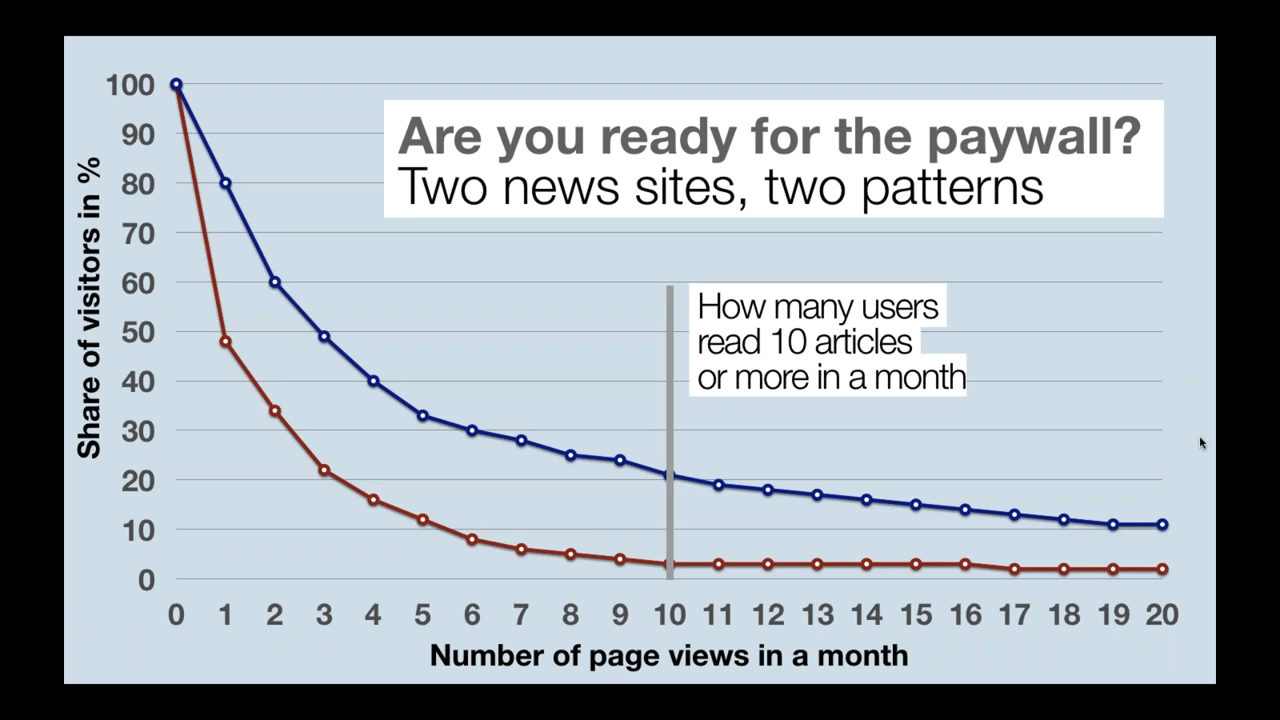 Are you ready for the paywall?
Two news sites, two patterns
How many users
read 10 articles
or more in a month
Share of visitors in %
100
90
80
70
60
50
40
30
20
10
0
0 1 2 3 4 5 6 7 8 9 10 11 12 13 14 15 16 17 18 19 20
Number of page views in a month